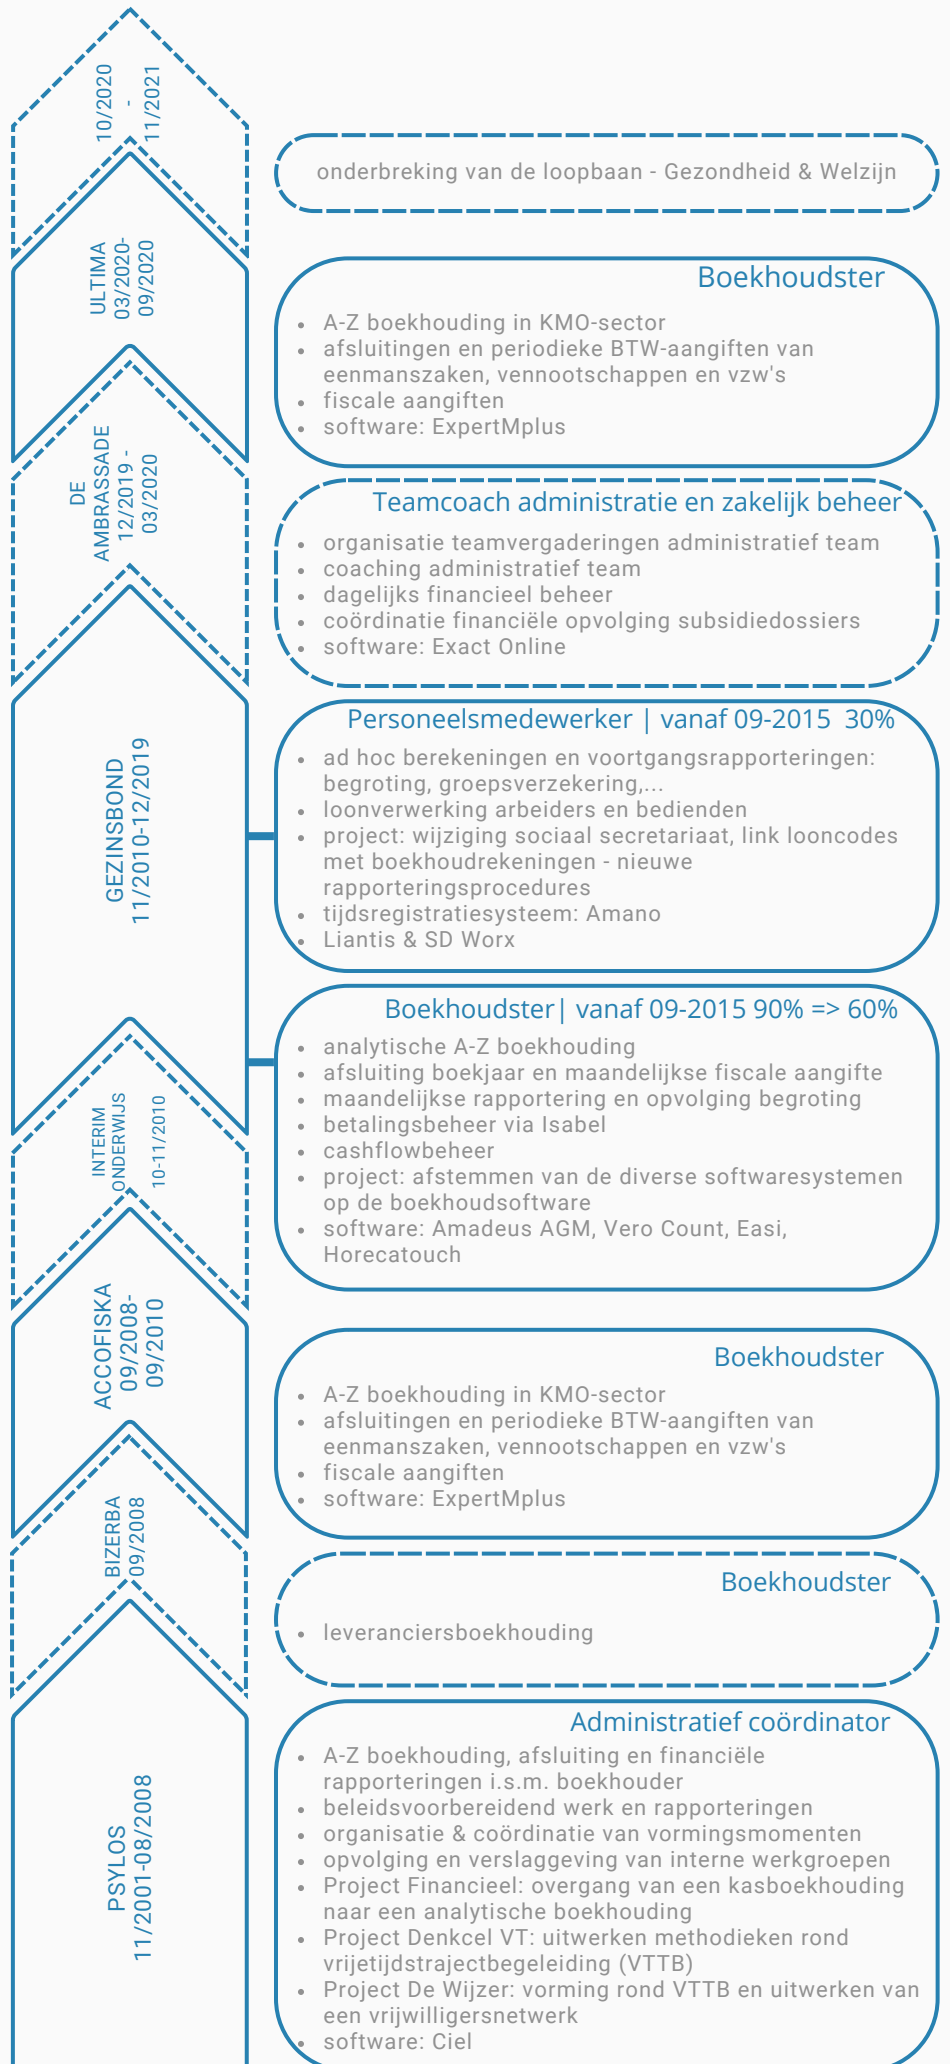 10/2020
-
11/2021
onderbreking van de loopbaan - Gezondheid & Welzijn
ULTIMA
03/2020-
09/2020
Boekhoudster
• A-Z boekhouding in KMO-sector
• afsluitingen en periodieke BTW-aangiften van
eenmanszaken, vennootschappen en vzw's
• fiscale aangiften
• software: ExpertMplus
DE
AMBRASSADE
12/2019 -
03/2020
Teamcoach administratie en zakelijk beheer
• organisatie teamvergaderingen administratief team
• coaching administratief team
• dagelijks financieel beheer
• coördinatie financiële opvolging subsidiedossiers
• software: Exact Online
GEZINSBOND
11/2010-12/2019
Personeelsmedewerker | vanaf 09-2015 30%
• ad hoc berekeningen en voortgangsrapporteringen:
begroting, groepsverzekering,...
• loonverwerking arbeiders en bedienden
• project: wijziging sociaal secretariaat, link looncodes
met boekhoudrekeningen - nieuwe
rapporteringsprocedures
• tijdsregistratiesysteem: Amano
• Liantis & SD Worx
Boekhoudster| vanaf 09-2015 90% => 60%
• analytische A-Z boekhouding
• afsluiting boekjaar en maandelijkse fiscale aangifte
• maandelijkse rapportering en opvolging begroting
• betalingsbeheer via Isabel
• cashflowbeheer
• project: afstemmen van de diverse softwaresystemen
op de boekhoudsoftware
• software: Amadeus AGM, Vero Count, Easi,
Horecatouch
INTERIM
ONDERWIJS
10-11/2010
ACCOFISKA
09/2008-
09/2010
Boekhoudster
• A-Z boekhouding in KMO-sector
• afsluitingen en periodieke BTW-aangiften van
eenmanszaken, vennootschappen en vzw's
• fiscale aangiften
• software: ExpertMplus
BIZERBA
09/2008
Boekhoudster
• leveranciersboekhouding
PSYLOS
11/2001-08/2008
Administratief coördinator
• A-Z boekhouding, afsluiting en financiële
rapporteringen i.s.m. boekhouder
• beleidsvoorbereidend werk en rapporteringen
• organisatie & coördinatie van vormingsmomenten
• opvolging en verslaggeving van interne werkgroepen
• Project Financieel: overgang van een kasboekhouding
naar een analytische boekhouding
• Project Denkcel VT: uitwerken methodieken rond
vrijetijdstrajectbegeleiding (VTTB)
• Project De Wijzer: vorming rond VTTB en uitwerken van
een vrijwilligersnetwerk
• software: Ciel